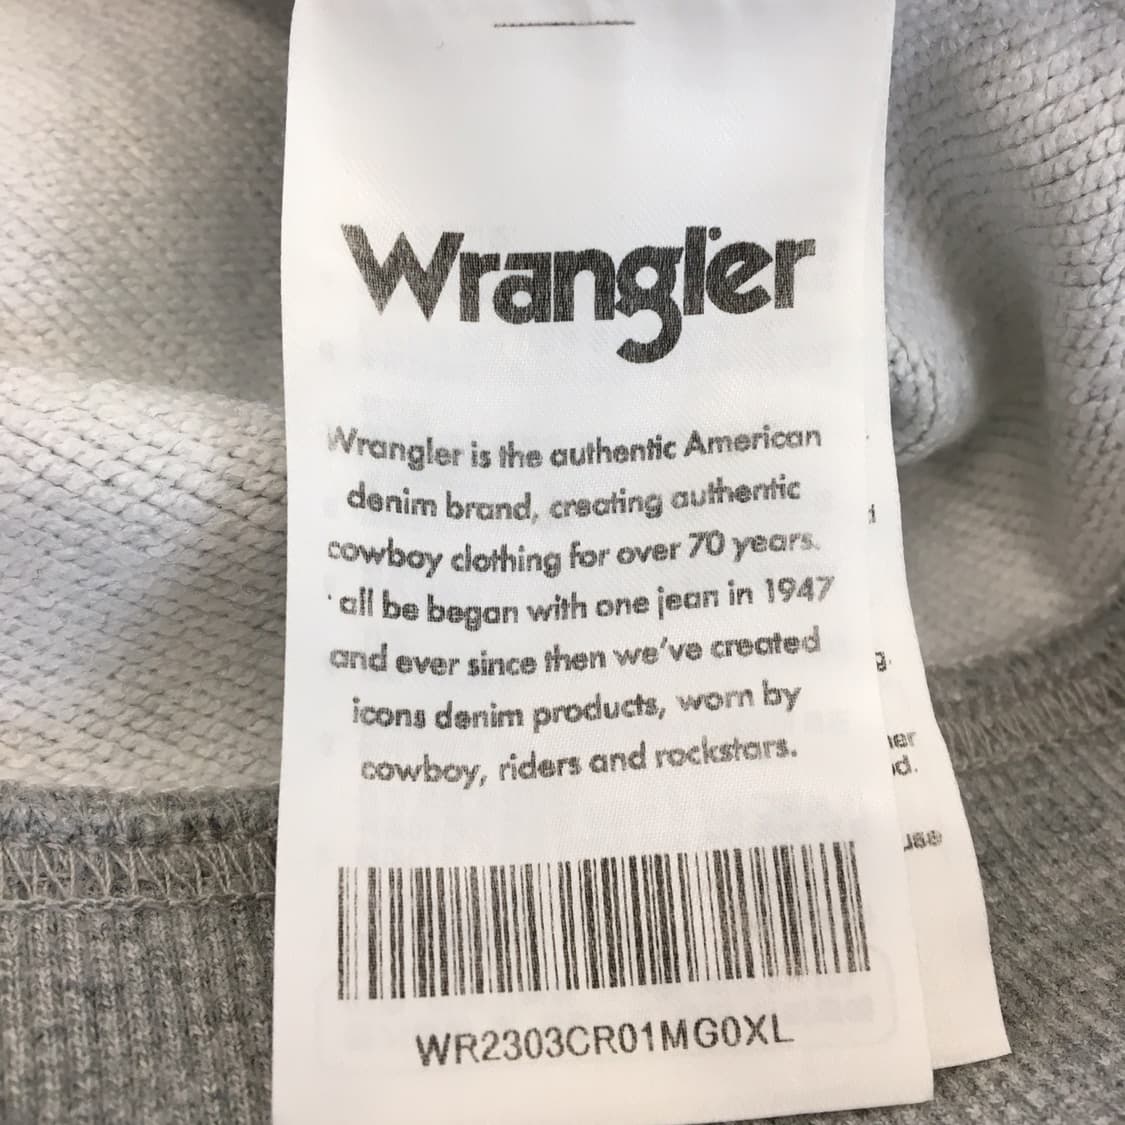 Wrangler
Wrangler is the authentic American
denim brand, creating authentic
cowboy clothing for over 70 years.
'all be began with one jean in 1947
and ever since then we've created
icons denim products, worn by
cowboy, riders and rockstars.
WR2303CR01MG0XL